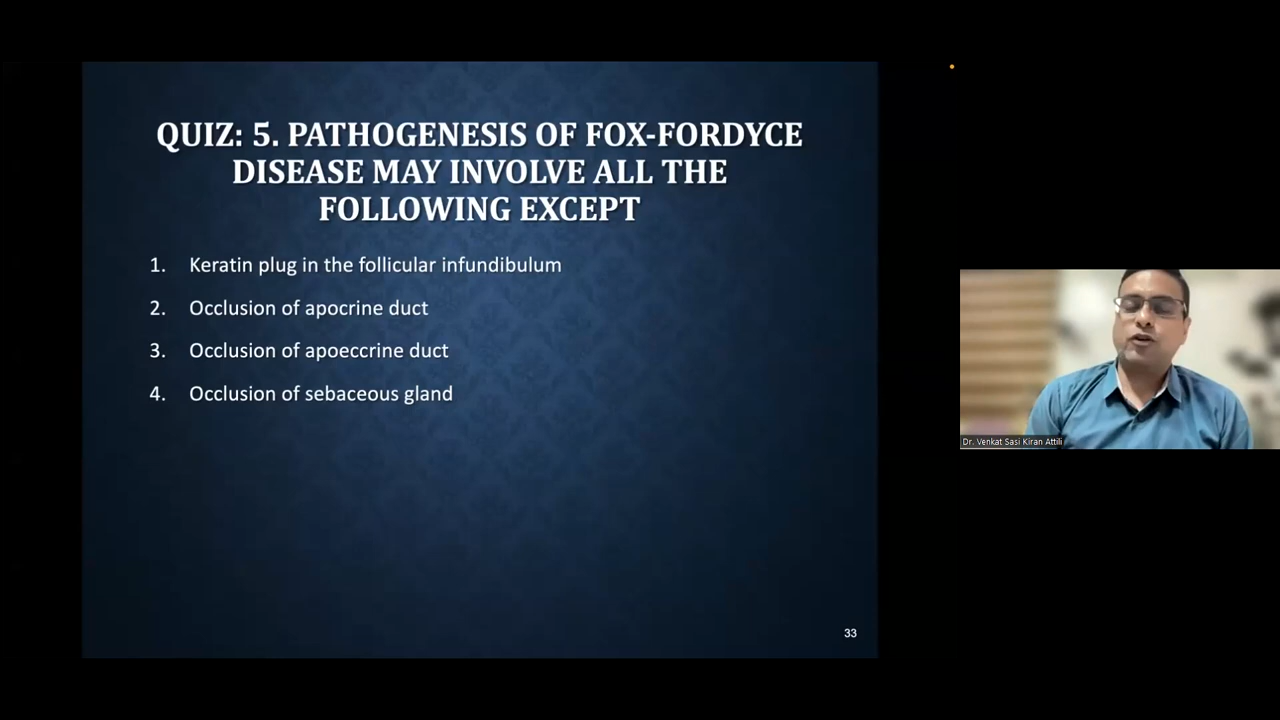 QUIZ: 5. PATHOGENESIS OF FOX-FORDYCE
DISEASE MAY INVOLVE ALL THE
FOLLOWING EXCEPT
1. Keratin plug in the follicular infundibulum
2. Occlusion of apocrine duct
3. Occlusion of apoeccrine duct
4. Occlusion of sebaceous gland
Dr. Venkat Sasi Kiran Attili
33